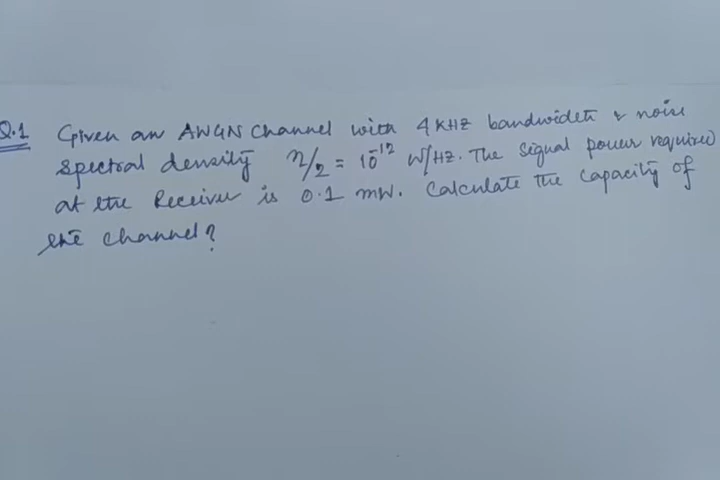 Q.1 Given an AWGN channel with 4 KHZ bandwidth & noise
spectral density η/2 = 10⁻¹² W/HZ. The signal power required
at the Receiver is 0.1 mW. Calculate the capacity of
the channel?